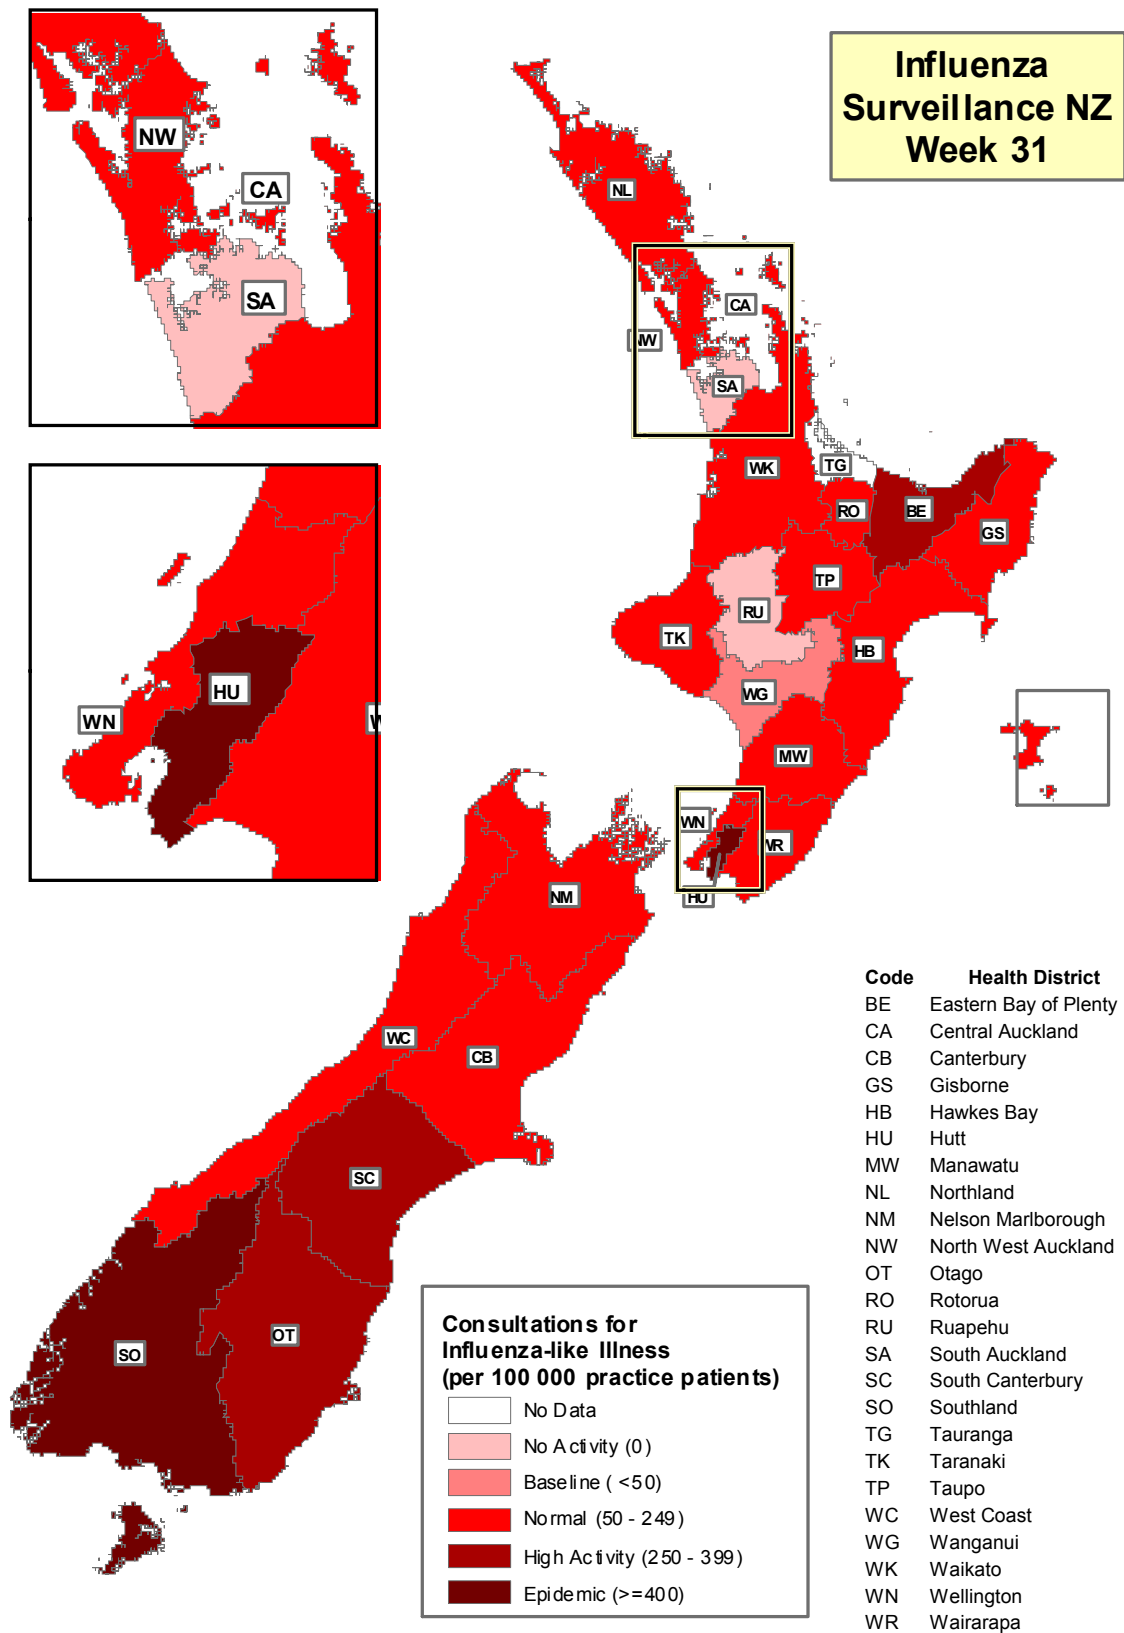 Influenza
Surveillance NZ
Week 31
NW
CA
SA
NL
CA
NW
SA
WK
TG
RO
BE
GS
TP
RU
TK
HB
WG
MW
HU
WN
W
WN
WR
HU
NM
WC
CB
SC
OT
SO
Code Health District
BE Eastern Bay of Plenty
CA Central Auckland
CB Canterbury
GS Gisborne
HB Hawkes Bay
HU Hutt
MW Manawatu
NL Northland
NM Nelson Marlborough
NW North West Auckland
OT Otago
RO Rotorua
RU Ruapehu
SA South Auckland
SC South Canterbury
SO Southland
TG Tauranga
TK Taranaki
TP Taupo
WC West Coast
WG Wanganui
WK Waikato
WN Wellington
WR Wairarapa
Consultations for
Influenza-like Illness
(per 100 000 practice patients)
No Data
No Activity (0)
Baseline ( <50)
Normal (50 - 249)
High Activity (250 - 399)
Epidemic (>=400)